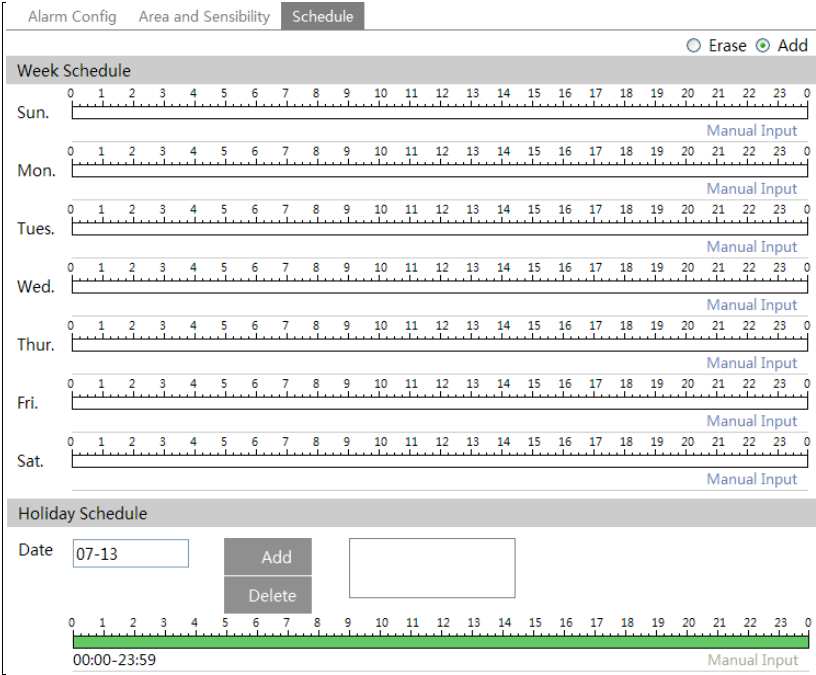 Alarm Config Area and Sensibility Schedule
Erase Add
Week Schedule
0 1 2 3 4 5 6 7 8 9 10 11 12 13 14 15 16 17 18 19 20 21 22 23 0
Sun.
Manual Input
0 1 2 3 4 5 6 7 8 9 10 11 12 13 14 15 16 17 18 19 20 21 22 23 0
Mon.
Manual Input
0 1 2 3 4 5 6 7 8 9 10 11 12 13 14 15 16 17 18 19 20 21 22 23 0
Tues.
Manual Input
0 1 2 3 4 5 6 7 8 9 10 11 12 13 14 15 16 17 18 19 20 21 22 23 0
Wed.
Manual Input
0 1 2 3 4 5 6 7 8 9 10 11 12 13 14 15 16 17 18 19 20 21 22 23 0
Thur.
Manual Input
0 1 2 3 4 5 6 7 8 9 10 11 12 13 14 15 16 17 18 19 20 21 22 23 0
Fri.
Manual Input
0 1 2 3 4 5 6 7 8 9 10 11 12 13 14 15 16 17 18 19 20 21 22 23 0
Sat.
Manual Input
Holiday Schedule
Date 07-13 Add
Delete
0 1 2 3 4 5 6 7 8 9 10 11 12 13 14 15 16 17 18 19 20 21 22 23 0
00:00-23:59 Manual Input